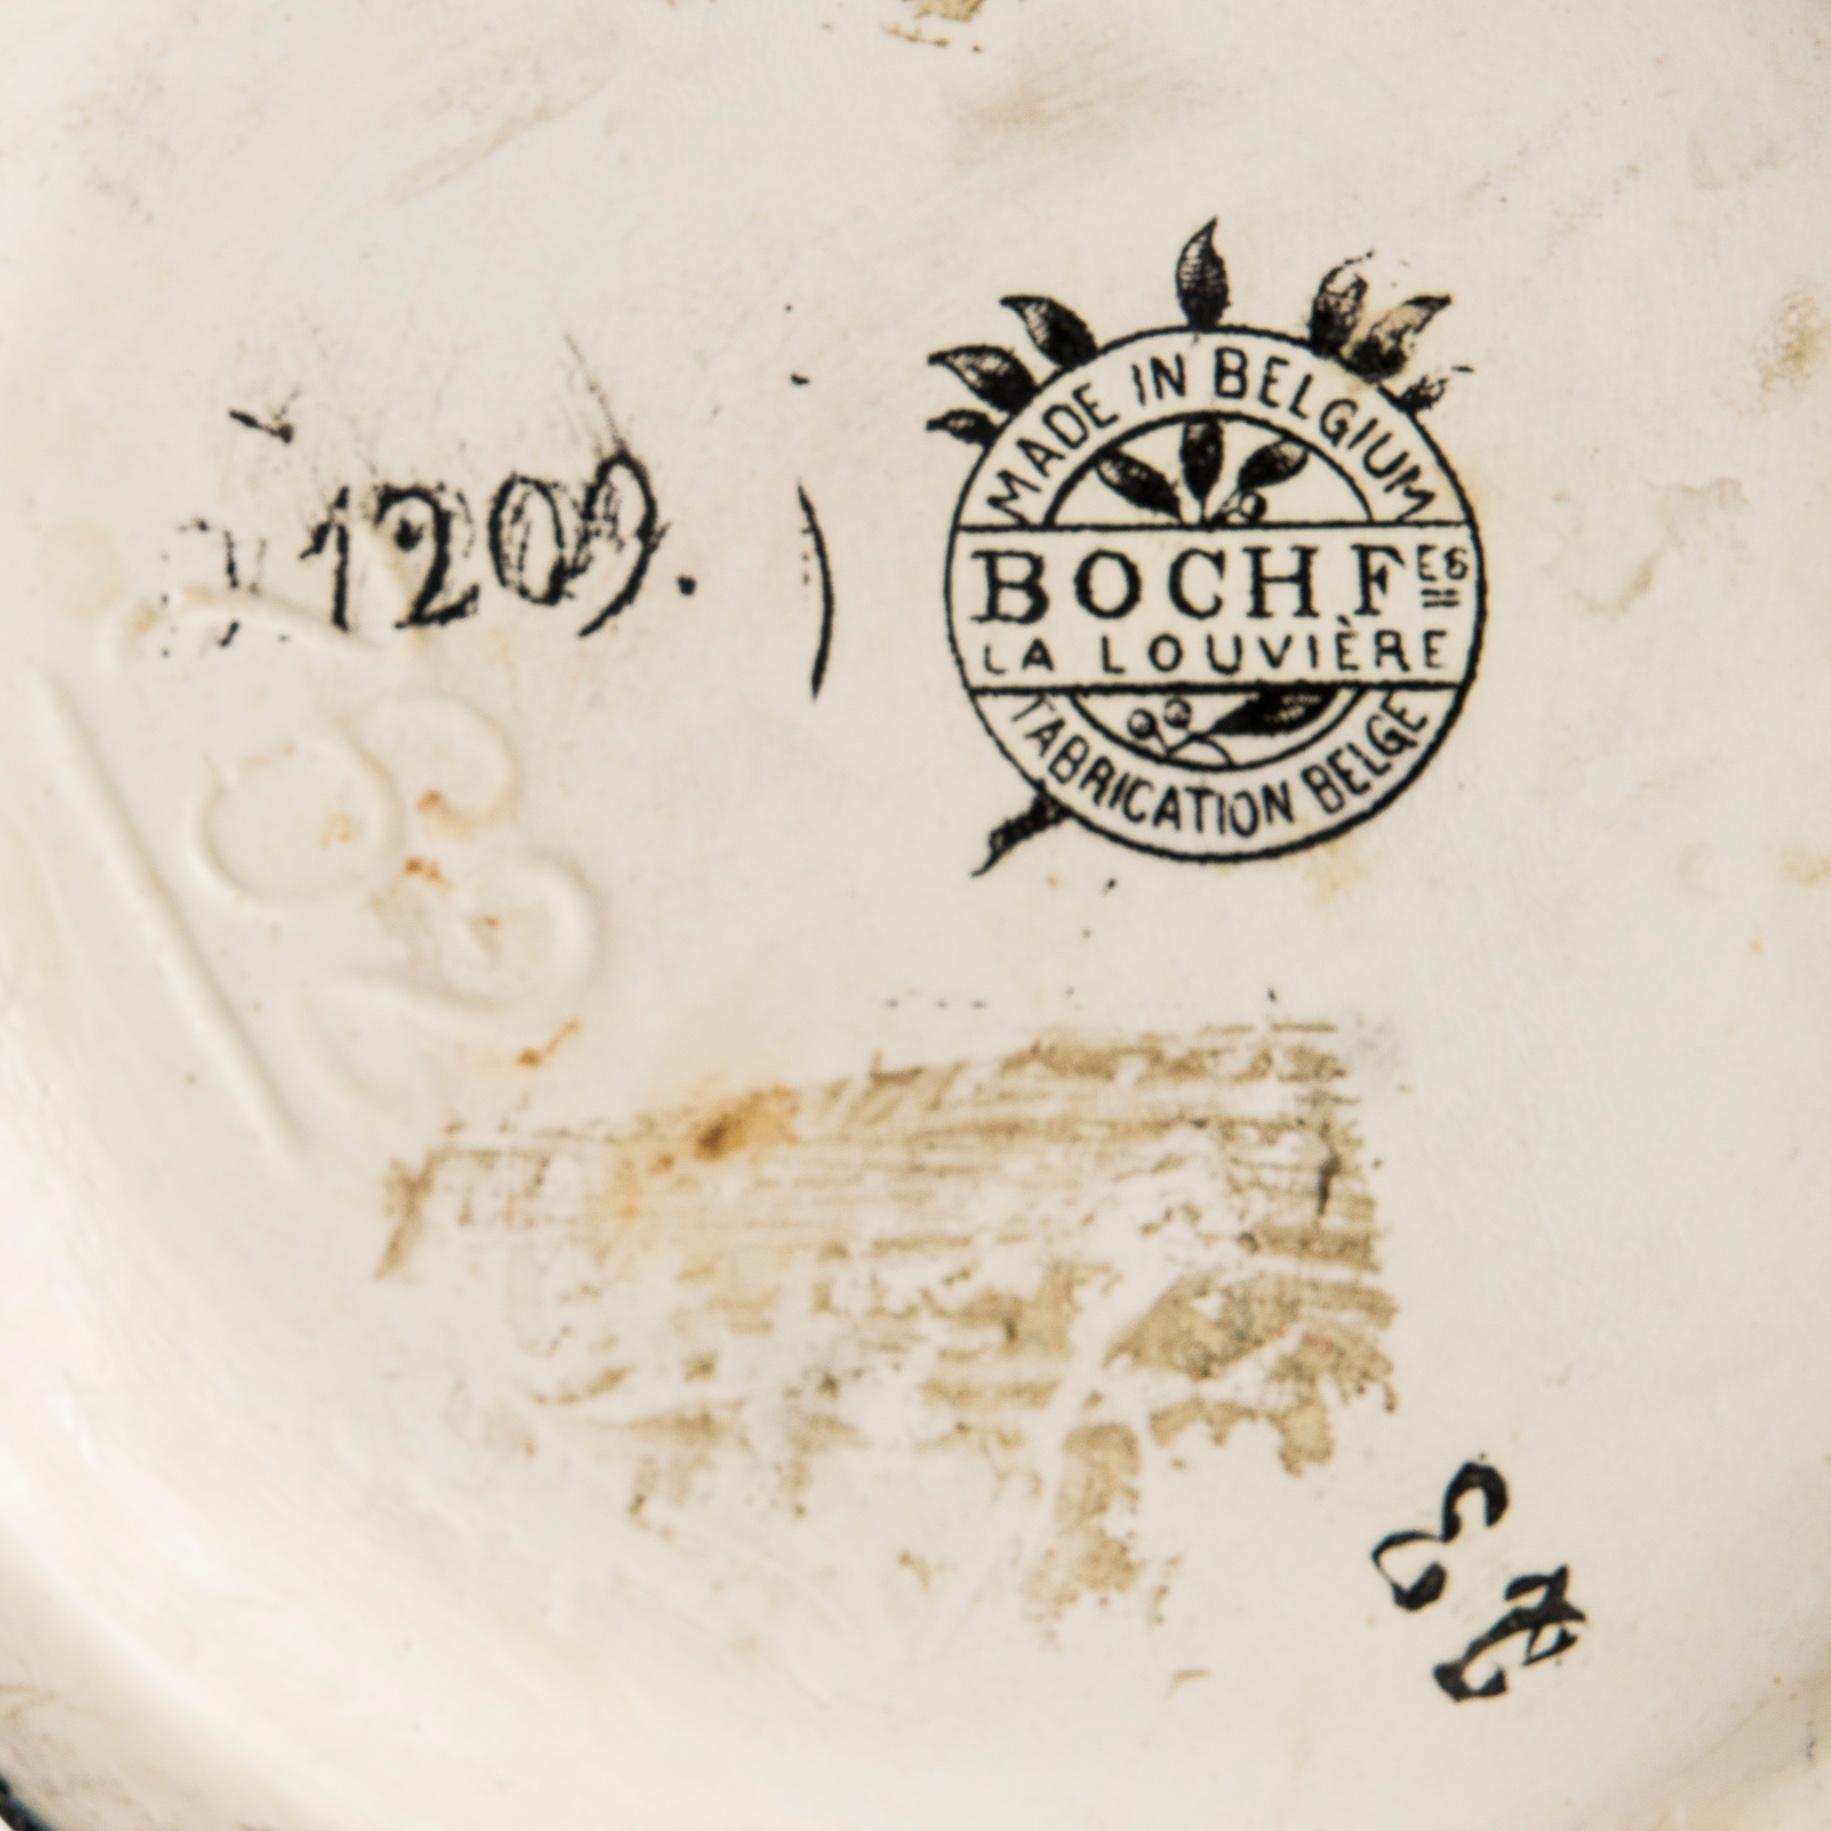 1209.
MADE IN BELGIUM
BOCH FES
LA LOUVIÈRE
FABRICATION BELGE